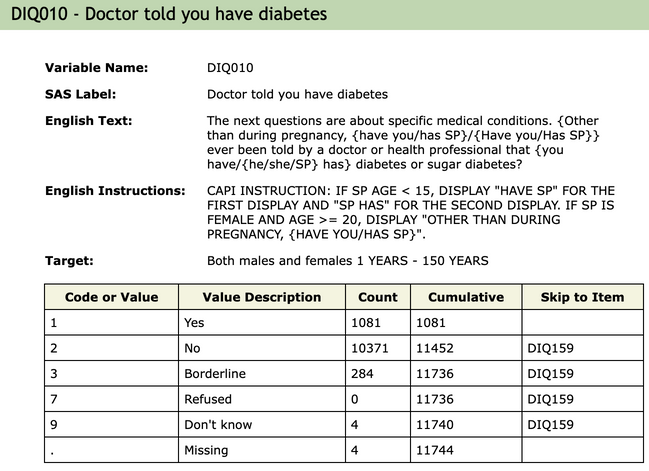 DIQ010 - Doctor told you have diabetes
Variable Name: DIQ010
SAS Label: Doctor told you have diabetes
English Text: The next questions are about specific medical conditions. {Other
than during pregnancy, {have you/has SP}/{Have you/Has SP}}
ever been told by a doctor or health professional that {you
have/{he/she/SP} has} diabetes or sugar diabetes?
English Instructions: CAPI INSTRUCTION: IF SP AGE < 15, DISPLAY "HAVE SP" FOR THE
FIRST DISPLAY AND "SP HAS" FOR THE SECOND DISPLAY. IF SP IS
FEMALE AND AGE >= 20, DISPLAY "OTHER THAN DURING
PREGNANCY, {HAVE YOU/HAS SP}".
Target: Both males and females 1 YEARS - 150 YEARS
Code or Value Value Description Count Cumulative Skip to Item
1 Yes 1081 1081
2 No 10371 11452 DIQ159
3 Borderline 284 11736 DIQ159
7 Refused 0 11736 DIQ159
9 Don't know 4 11740 DIQ159
. Missing 4 11744